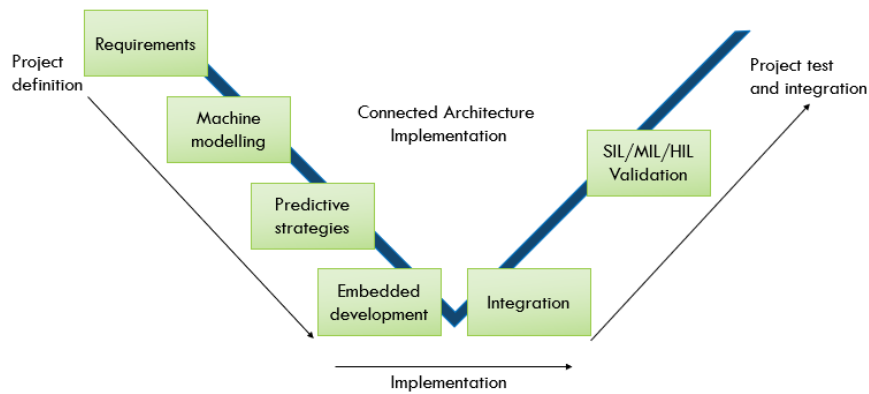 Requirements
Project
definition
Machine
modelling
Predictive
strategies
Embedded
development
Connected Architecture
Implementation
Integration
SIL/MIL/HIL
Validation
Project test
and integration
Implementation